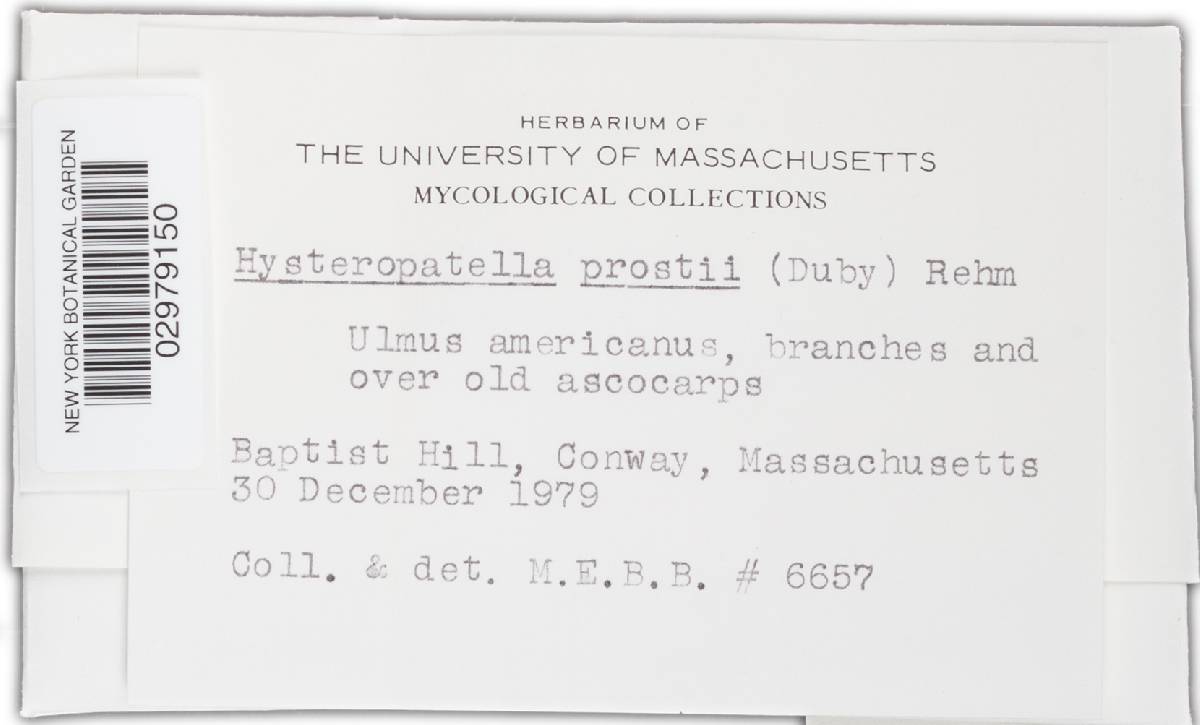 NEW YORK BOTANICAL GARDEN
02979150
HERBARIUM OF
THE UNIVERSITY OF MASSACHUSETTS
MYCOLOGICAL COLLECTIONS
Hysteropatella prostii (Duby) Rehm
Ulmus americanus, branches and
over old ascocarps
Baptist Hill, Conway, Massachusetts
30 December 1979
Coll. & det. M.E.B.B. # 6657